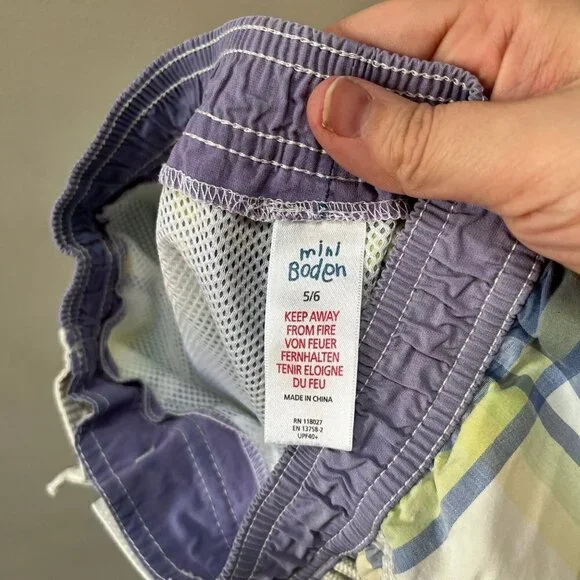 mini
Boden
5/6
KEEP AWAY
FROM FIRE
VON FEUER
FERNHALTEN
TENIR ELOIGNE
DU FEU
MADE IN CHINA
RN 118027
EN 13758-2
UPF40+